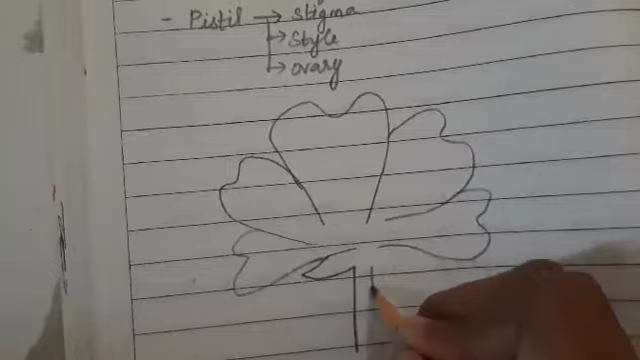 - Pistil → stigma
→ style
→ ovary